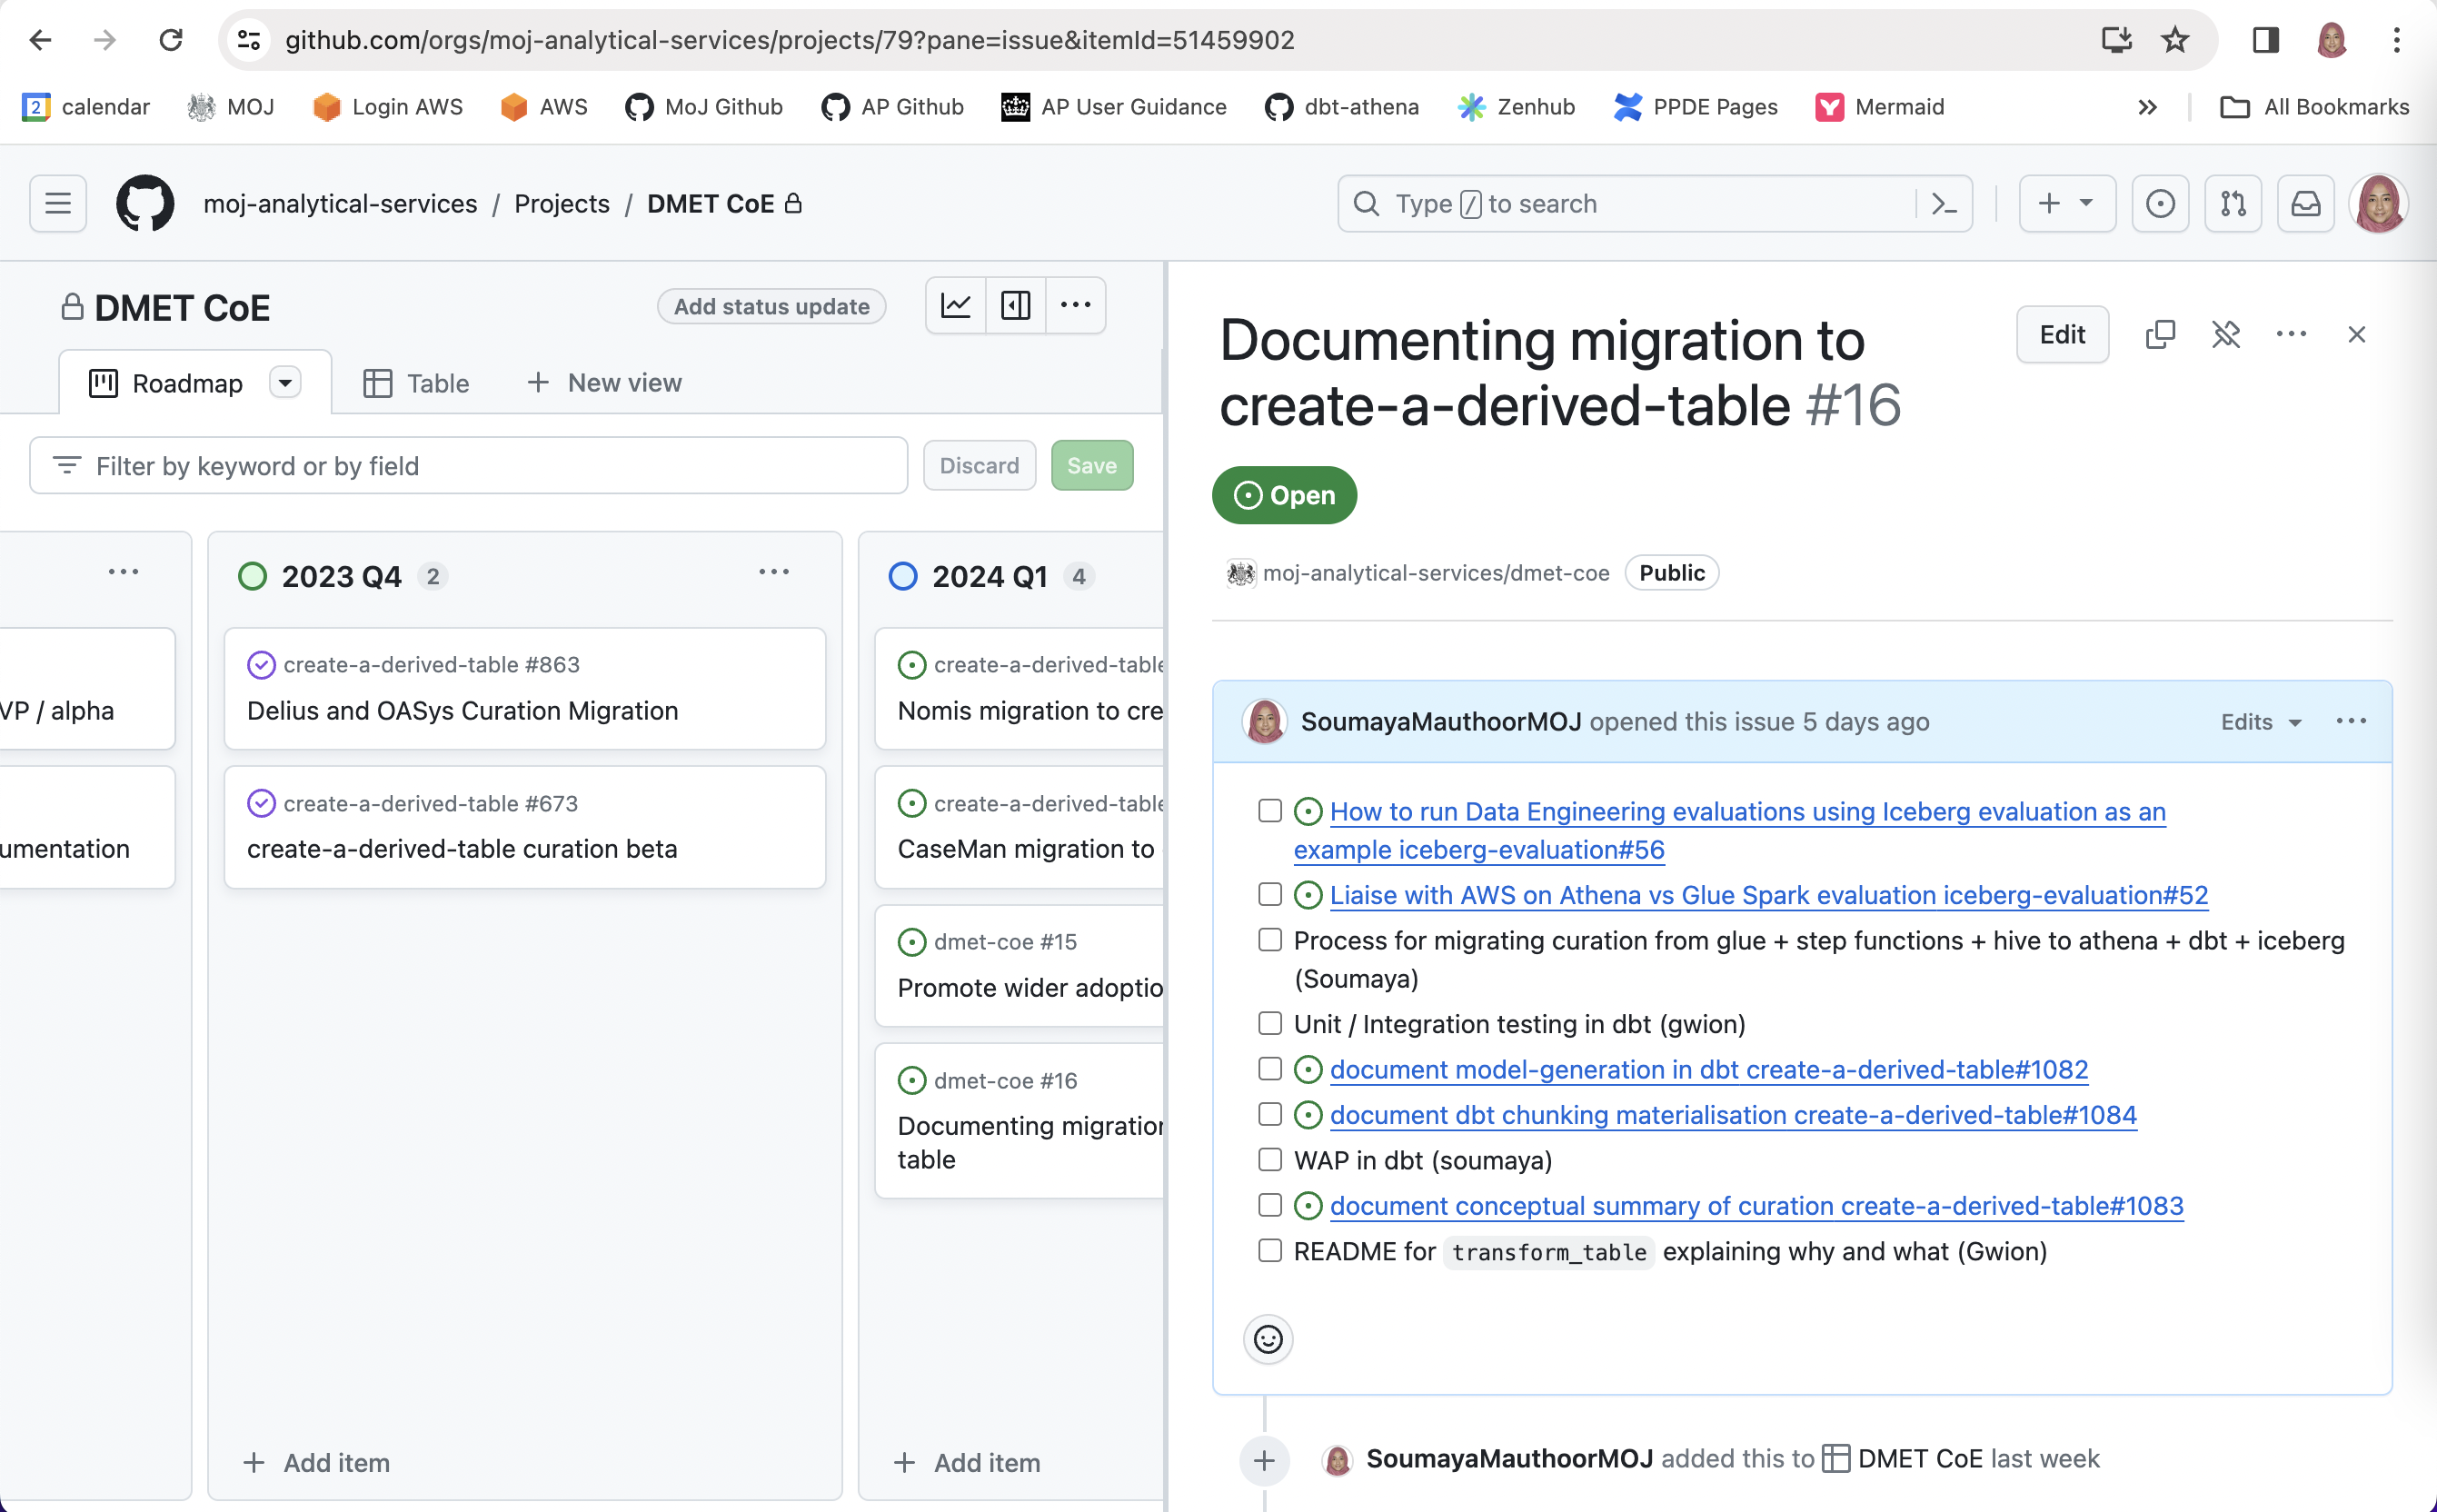 github.com/orgs/moj-analytical-services/projects/79?pane=issue&itemId=51459902
2 calendar MOJ Login AWS AWS MoJ Github AP Github AP User Guidance dbt-athena Zenhub PPDE Pages Mermaid » All Bookmarks
moj-analytical-services / Projects / DMET CoE
Type / to search
DMET CoE
Add status update
Roadmap Table + New view
Filter by keyword or by field
Discard Save
VP / alpha
umentation
2023 Q4 2
create-a-derived-table #863
Delius and OASys Curation Migration
create-a-derived-table #673
create-a-derived-table curation beta
+ Add item
2024 Q1 4
create-a-derived-table
Nomis migration to cre
create-a-derived-table
CaseMan migration to
dmet-coe #15
Promote wider adoptio
dmet-coe #16
Documenting migration
table
+ Add item
Documenting migration to
create-a-derived-table #16
Edit
Open
moj-analytical-services/dmet-coe Public
SoumayaMauthoorMOJ opened this issue 5 days ago
Edits
How to run Data Engineering evaluations using Iceberg evaluation as an
example iceberg-evaluation#56
Liaise with AWS on Athena vs Glue Spark evaluation iceberg-evaluation#52
Process for migrating curation from glue + step functions + hive to athena + dbt + iceberg
(Soumaya)
Unit / Integration testing in dbt (gwion)
document model-generation in dbt create-a-derived-table#1082
document dbt chunking materialisation create-a-derived-table#1084
WAP in dbt (soumaya)
document conceptual summary of curation create-a-derived-table#1083
README for transform_table explaining why and what (Gwion)
SoumayaMauthoorMOJ added this to DMET CoE last week